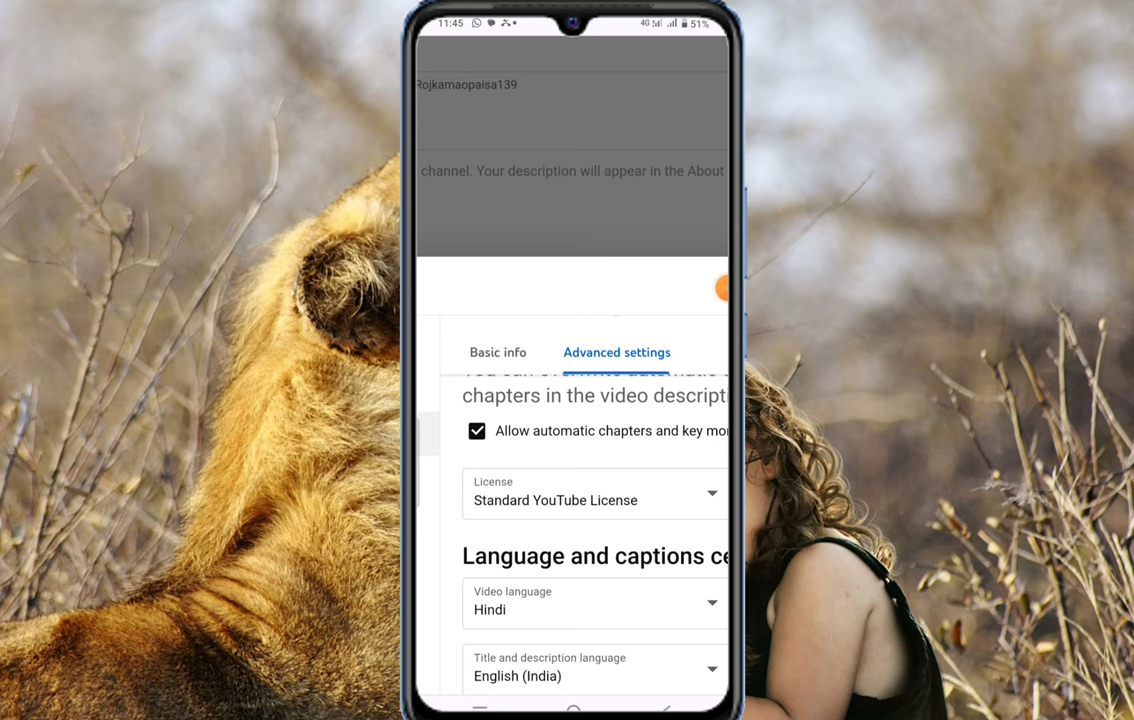 11:45
4G
51%
Rojkamaopaisa139
channel. Your description will appear in the About
Basic info
Advanced settings
chapters in the video descripti
Allow automatic chapters and key mo
License
Standard YouTube License
Language and captions ce
Video language
Hindi
Title and description language
English (India)